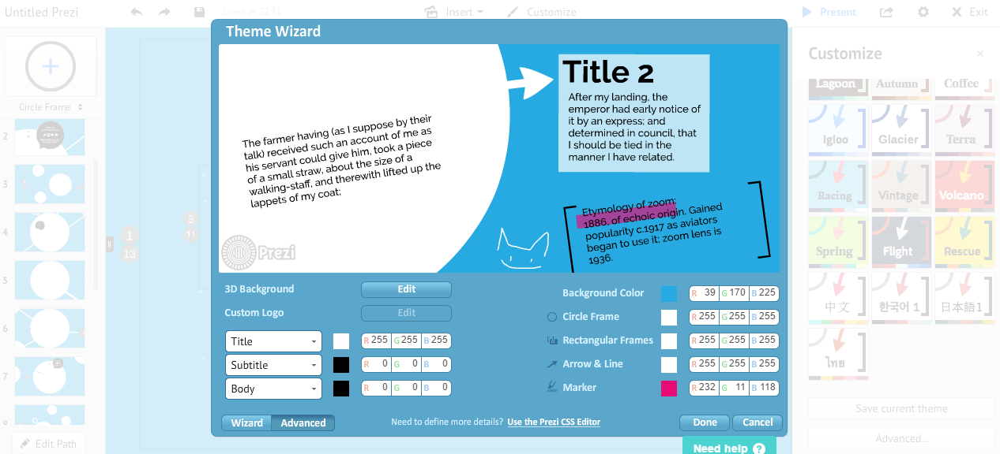 Untitled Prezi
Saved at 22:51
Insert
Customize
Present
Exit
Circle Frame
2
3
4
5
6
7
8
Edit Path
3
11
1
13
Theme Wizard
The farmer having (as I suppose by their
talk) received such an account of me as
his servant could give him, took a piece
of a small straw, about the size of a
walking-staff, and therewith lifted up the
lappets of my coat;
Prezi
Title 2
After my landing, the
emperor had early notice of
it by an express; and
determined in council, that
I should be tied in the
manner I have related.
Etymology of zoom:
1886, of echoic origin. Gained
popularity c.1917 as aviators
began to use it; zoom lens is
1936.
3D Background
Edit
Custom Logo
Edit
Title
R 255 G 255 B 255
Subtitle
R 0 G 0 B 0
Body
R 0 G 0 B 0
Background Color
R 39 G 170 B 225
Circle Frame
R 255 G 255 B 255
Rectangular Frames
R 255 G 255 B 255
Arrow & Line
R 255 G 255 B 255
Marker
R 232 G 11 B 118
Wizard
Advanced
Need to define more details? Use the Prezi CSS Editor
Done
Cancel
Need help ?
Customize
Lagoon
Autumn
Coffee
Igloo
Glacier
Terra
Racing
Vintage
Volcano
Spring
Flight
Rescue
中文
한국어 1
日本語1
ไทย
Save current theme
Advanced...